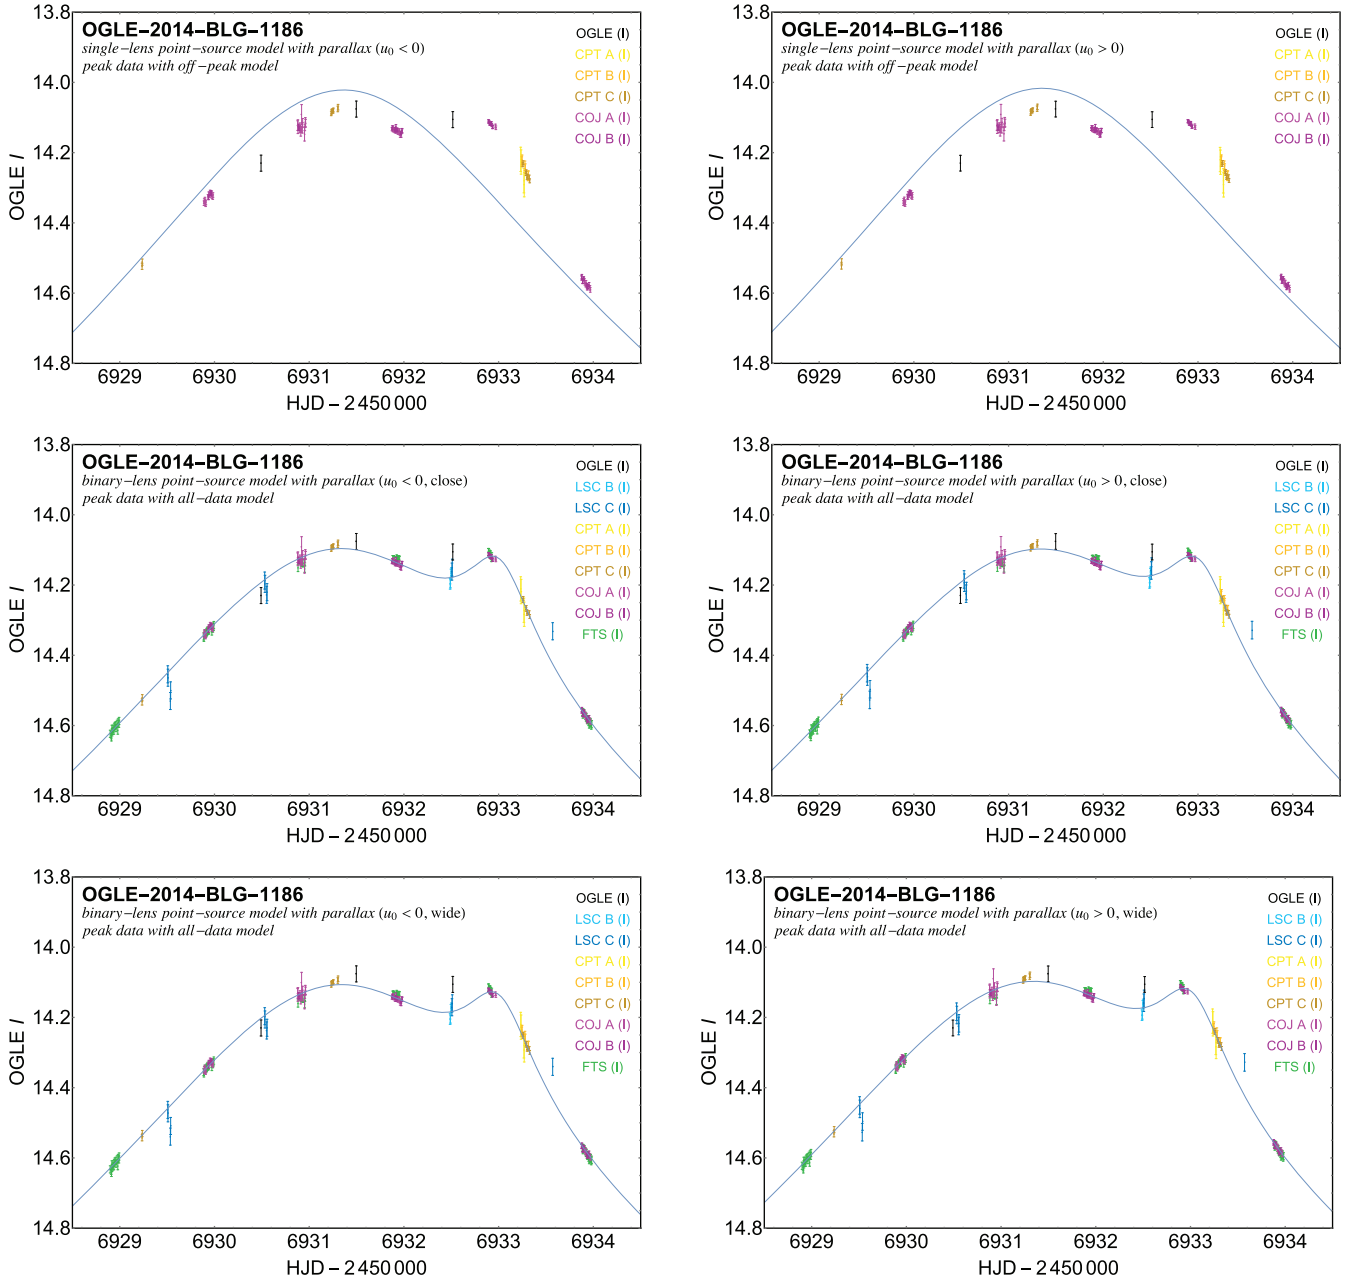 OGLE−2014−BLG−1186
single−lens point−source model with parallax (u0 < 0)
peak data with off−peak model
OGLE (I)
CPT A (I)
CPT B (I)
CPT C (I)
COJ A (I)
COJ B (I)
OGLE I
13.8
14.0
14.2
14.4
14.6
14.8
6929 6930 6931 6932 6933 6934
HJD − 2 450 000
OGLE−2014−BLG−1186
single−lens point−source model with parallax (u0 > 0)
peak data with off−peak model
OGLE (I)
CPT A (I)
CPT B (I)
CPT C (I)
COJ A (I)
COJ B (I)
OGLE I
13.8
14.0
14.2
14.4
14.6
14.8
6929 6930 6931 6932 6933 6934
HJD − 2 450 000
OGLE−2014−BLG−1186
binary−lens point−source model with parallax (u0 < 0, close)
peak data with all−data model
OGLE (I)
LSC B (I)
LSC C (I)
CPT A (I)
CPT B (I)
CPT C (I)
COJ A (I)
COJ B (I)
FTS (I)
OGLE I
13.8
14.0
14.2
14.4
14.6
14.8
6929 6930 6931 6932 6933 6934
HJD − 2 450 000
OGLE−2014−BLG−1186
binary−lens point−source model with parallax (u0 > 0, close)
peak data with all−data model
OGLE (I)
LSC B (I)
LSC C (I)
CPT A (I)
CPT B (I)
CPT C (I)
COJ A (I)
COJ B (I)
FTS (I)
OGLE I
13.8
14.0
14.2
14.4
14.6
14.8
6929 6930 6931 6932 6933 6934
HJD − 2 450 000
OGLE−2014−BLG−1186
binary−lens point−source model with parallax (u0 < 0, wide)
peak data with all−data model
OGLE (I)
LSC B (I)
LSC C (I)
CPT A (I)
CPT B (I)
CPT C (I)
COJ A (I)
COJ B (I)
FTS (I)
OGLE I
13.8
14.0
14.2
14.4
14.6
14.8
6929 6930 6931 6932 6933 6934
HJD − 2 450 000
OGLE−2014−BLG−1186
binary−lens point−source model with parallax (u0 > 0, wide)
peak data with all−data model
OGLE (I)
LSC B (I)
LSC C (I)
CPT A (I)
CPT B (I)
CPT C (I)
COJ A (I)
COJ B (I)
FTS (I)
OGLE I
13.8
14.0
14.2
14.4
14.6
14.8
6929 6930 6931 6932 6933 6934
HJD − 2 450 000